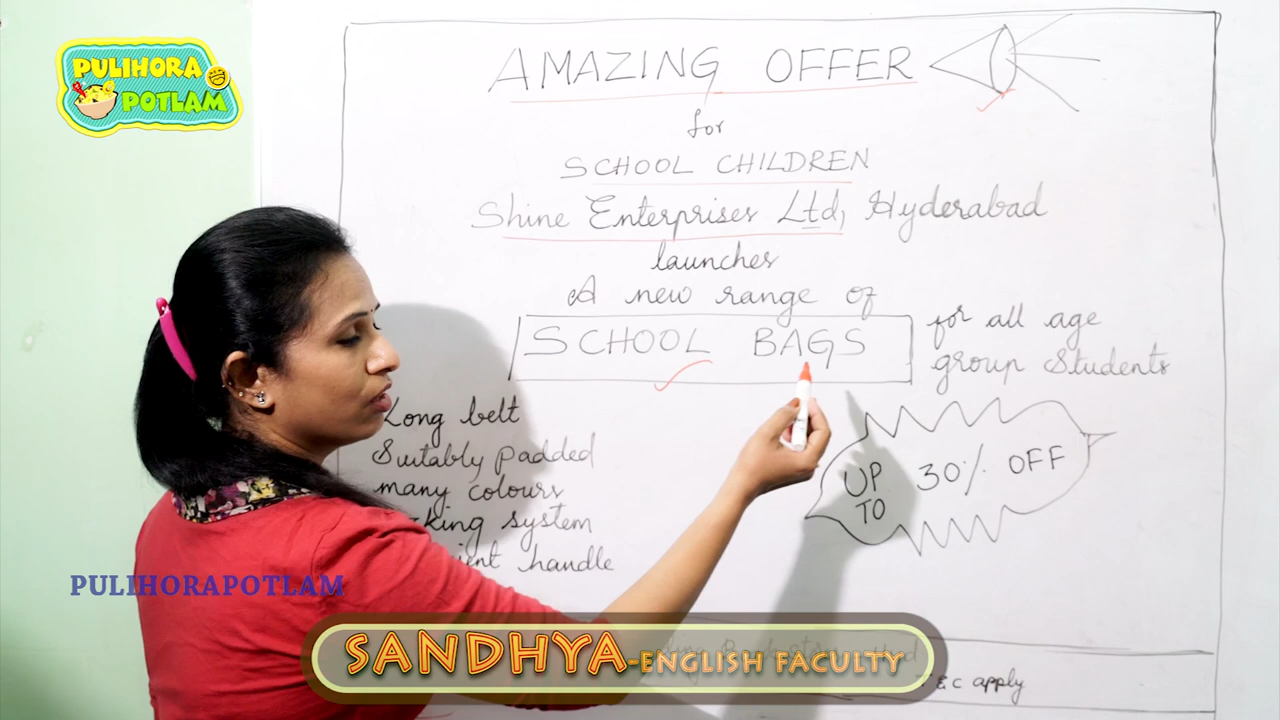 PULIHORA
POTLAM
AMAZING OFFER
for
SCHOOL CHILDREN
Shine Enterprises Ltd, Hyderabad
launches
A new range of
SCHOOL BAGS
for all age
group Students
Long belt
Suitably padded
many colours
system
handle
UP
TO
30% OFF
PULIHORAPOTLAM
SANDHYA-ENGLISH FACULTY
T&C apply